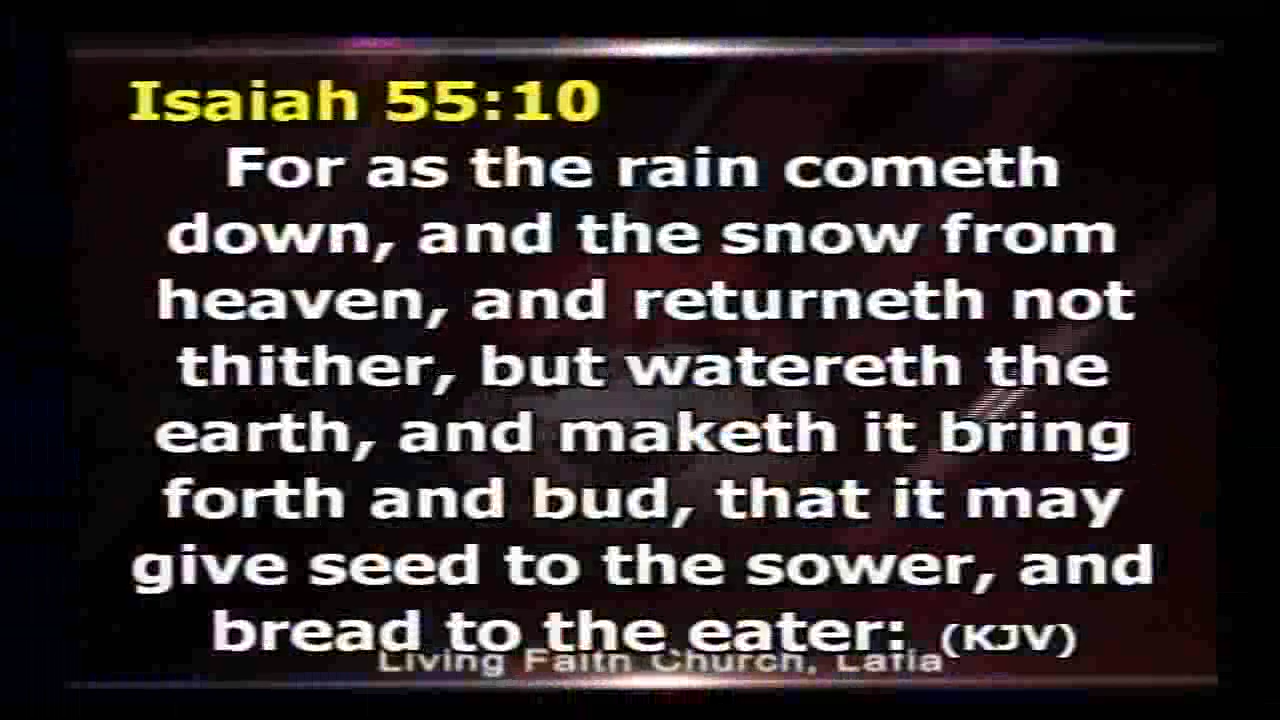 Isaiah 55:10
For as the rain cometh
down, and the snow from
heaven, and returneth not
thither, but watereth the
earth, and maketh it bring
forth and bud, that it may
give seed to the sower, and
bread to the eater: (KJV)
Living Faith Church, Lafia